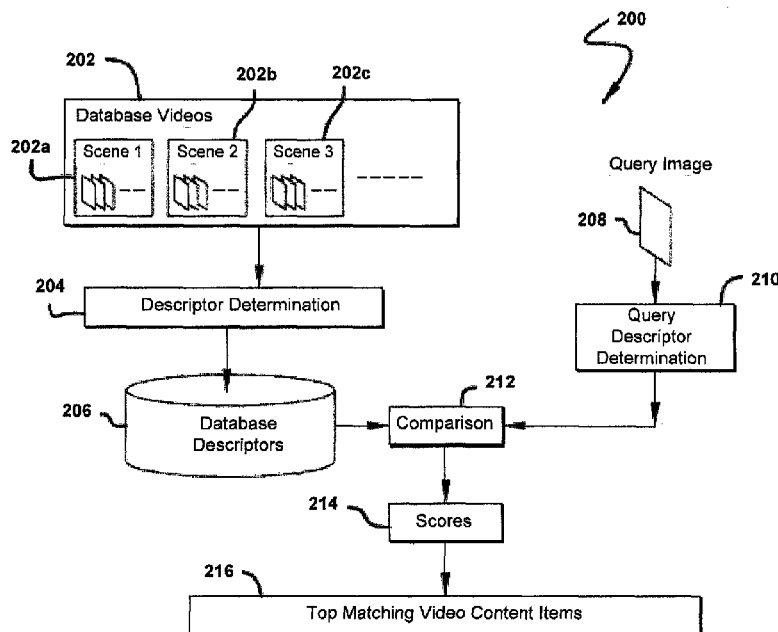 200
202
202b
202c
Database Videos
202a
Scene 1
Scene 2
Scene 3
Query Image
208
204
Descriptor Determination
210
Query
Descriptor
Determination
206
Database
Descriptors
212
Comparison
214
Scores
216
Top Matching Video Content Items